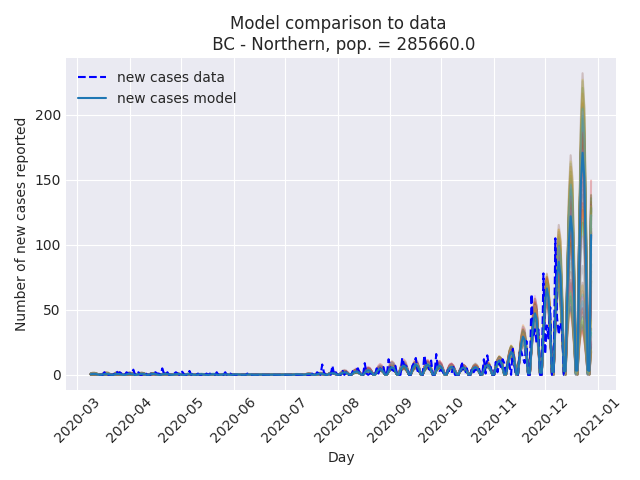 Model comparison to data
BC - Northern, pop. = 285660.0
new cases data
new cases model
Number of new cases reported
200
150
100
50
0
2020-03
2020-04
2020-05
2020-06
2020-07
2020-08
2020-09
2020-10
2020-11
2020-12
2021-01
Day